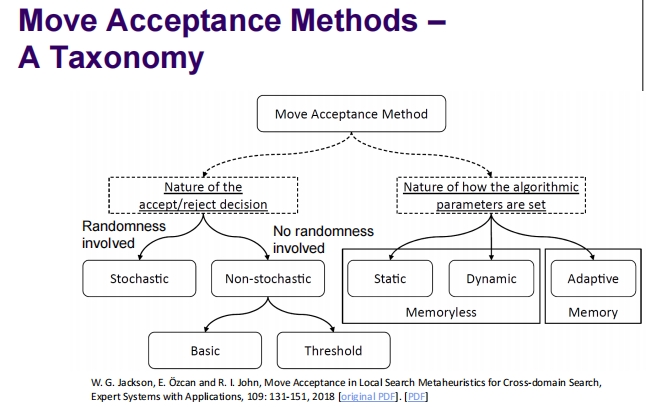 Move Acceptance Methods –
A Taxonomy
Move Acceptance Method
Nature of the
accept/reject decision
Nature of how the algorithmic
parameters are set
Randomness
involved
No randomness
involved
Stochastic
Non-stochastic
Static
Dynamic
Adaptive
Memoryless
Memory
Basic
Threshold
W. G. Jackson, E. Özcan and R. I. John, Move Acceptance in Local Search Metaheuristics for Cross-domain Search,
Expert Systems with Applications, 109: 131-151, 2018 [original PDF]. [PDF]